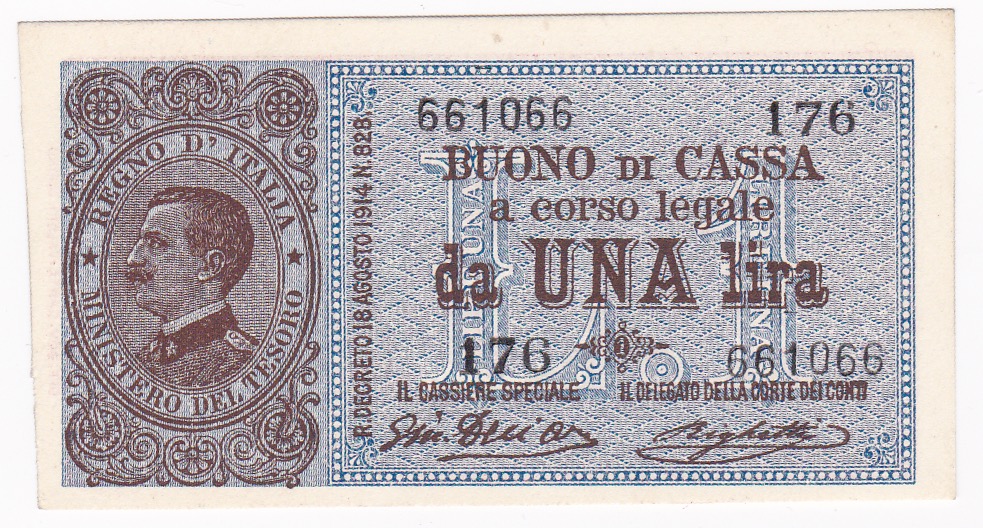 REGNO D' ITALIA
★ MINISTERO DEL TESORO ★
R. DECRETO 18 AGOSTO 1914 N. 828.
661066 176
BUONO DI CASSA
a corso legale
da UNA lira
L. 1
176 661066
IL CASSIERE SPECIALE IL DELEGATO DELLA CORTE DEI CONTI